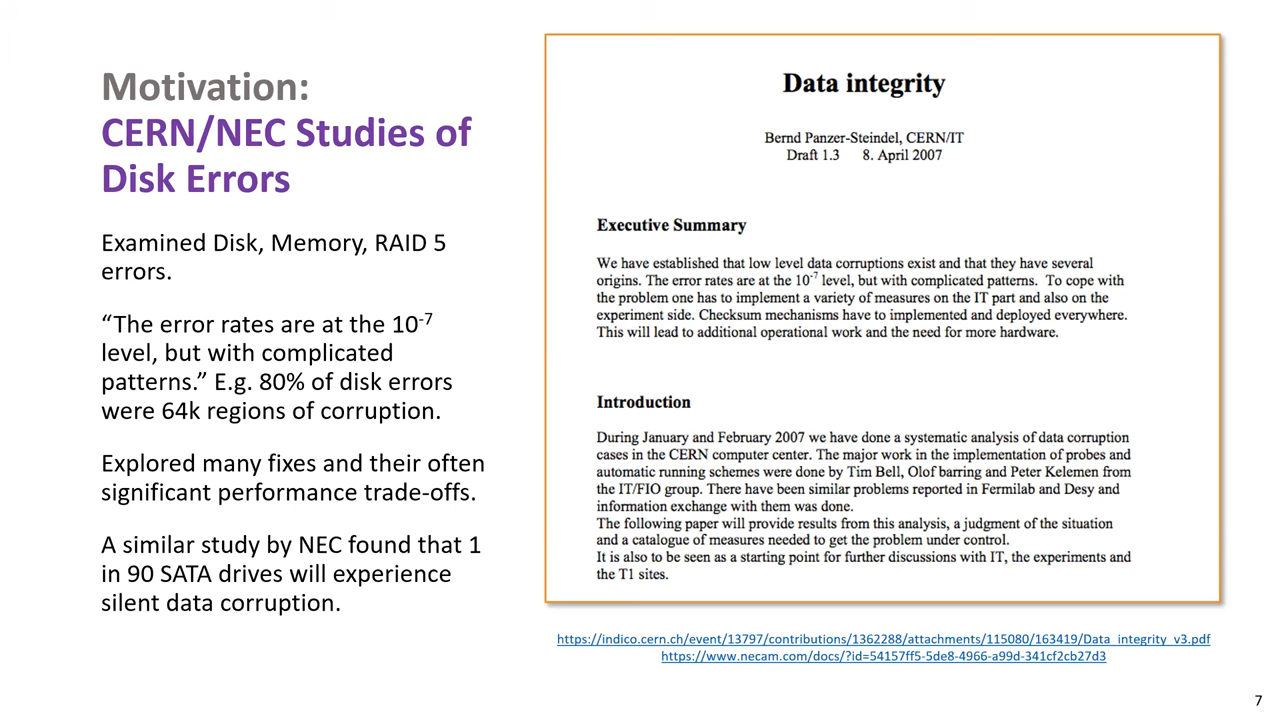 Motivation:
CERN/NEC Studies of
Disk Errors
Examined Disk, Memory, RAID 5
errors.
“The error rates are at the 10-7
level, but with complicated
patterns.” E.g. 80% of disk errors
were 64k regions of corruption.
Explored many fixes and their often
significant performance trade-offs.
A similar study by NEC found that 1
in 90 SATA drives will experience
silent data corruption.
Data integrity
Bernd Panzer-Steindel, CERN/IT
Draft 1.3 8. April 2007
Executive Summary
We have established that low level data corruptions exist and that they have several
origins. The error rates are at the 10-7 level, but with complicated patterns. To cope with
the problem one has to implement a variety of measures on the IT part and also on the
experiment side. Checksum mechanisms have to implemented and deployed everywhere.
This will lead to additional operational work and the need for more hardware.
Introduction
During January and February 2007 we have done a systematic analysis of data corruption
cases in the CERN computer center. The major work in the implementation of probes and
automatic running schemes were done by Tim Bell, Olof barring and Peter Kelemen from
the IT/FIO group. There have been similar problems reported in Fermilab and Desy and
information exchange with them was done.
The following paper will provide results from this analysis, a judgment of the situation
and a catalogue of measures needed to get the problem under control.
It is also to be seen as a starting point for further discussions with IT, the experiments and
the T1 sites.
https://indico.cern.ch/event/13797/contributions/1362288/attachments/115080/163419/Data_integrity_v3.pdf
https://www.necam.com/docs/?id=54157ff5-5de8-4966-a99d-341cf2cb27d3
7